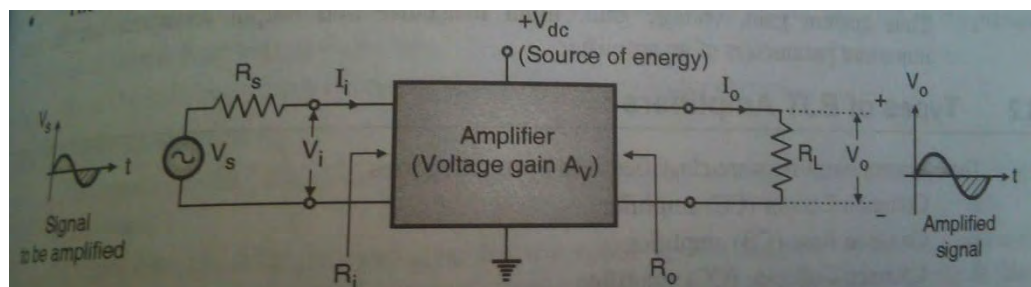 +V_dc
(Source of energy)
R_s
I_i
I_o
V_o
V_s
t
V_s
V_i
Amplifier
(Voltage gain A_V)
R_L
+
V_o
−
t
Signal
to be amplified
R_i
R_o
Amplified
signal